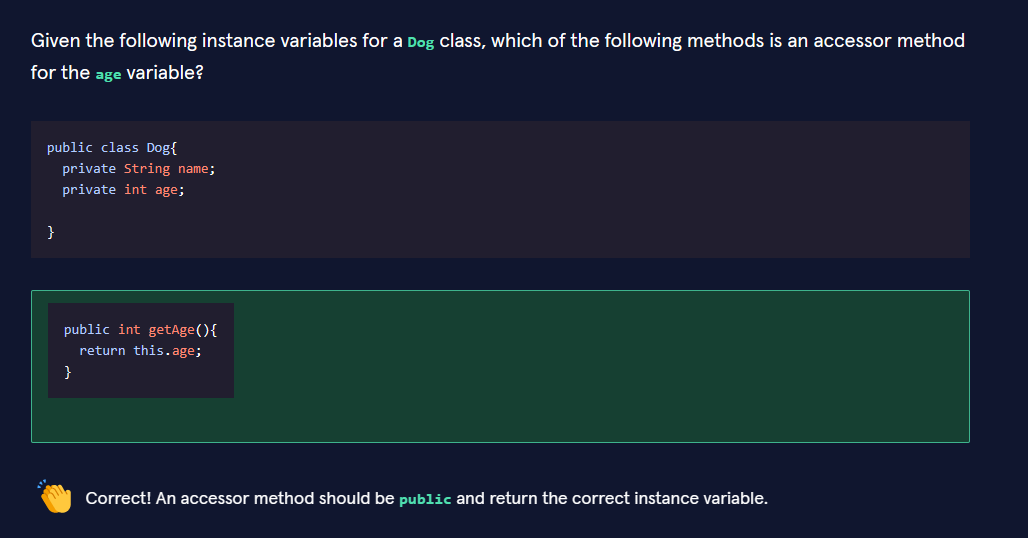 Given the following instance variables for a Dog class, which of the following methods is an accessor method
for the age variable?
public class Dog{
  private String name;
  private int age;
}
public int getAge(){
  return this.age;
}
Correct! An accessor method should be public and return the correct instance variable.